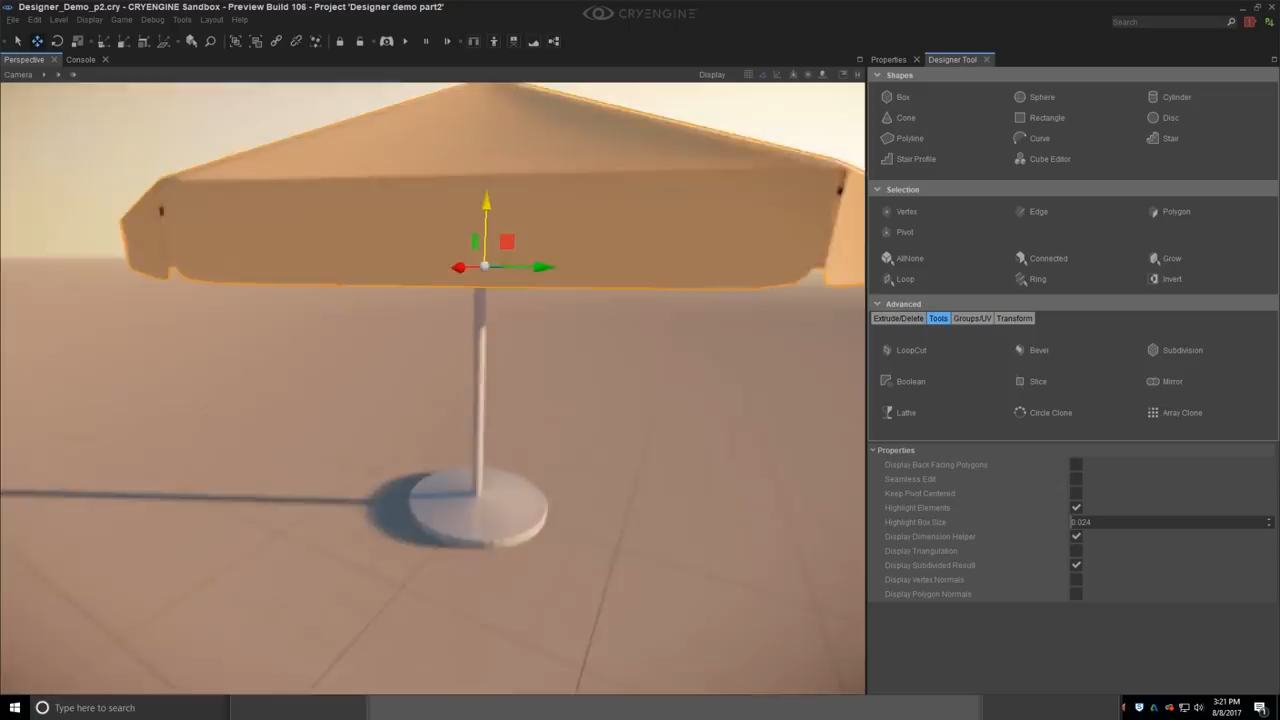 Designer_Demo_p2.cry - CRYENGINE Sandbox - Preview Build 106 - Project 'Designer demo part2'
CRYENGINE
File Edit Level Display Game Debug Tools Layout Help
Search
Perspective Console
Properties Designer Tool
Camera
Display
Shapes
Box Sphere Cylinder
Cone Rectangle Disc
Polyline Curve Stair
Stair Profile Cube Editor
Selection
Vertex Edge Polygon
Pivot
AllNone Connected Grow
Loop Ring Invert
Advanced
Extrude/Delete Tools Groups/UV Transform
LoopCut Bevel Subdivision
Boolean Slice Mirror
Lathe Circle Clone Array Clone
Properties
Display Back Facing Polygons
Seamless Edit
Keep Pivot Centered
Highlight Elements
Highlight Box Size 0.024
Display Dimension Helper
Display Triangulation
Display Subdivided Result
Display Vertex Normals
Display Polygon Normals
Type here to search
3:21 PM
8/8/2017